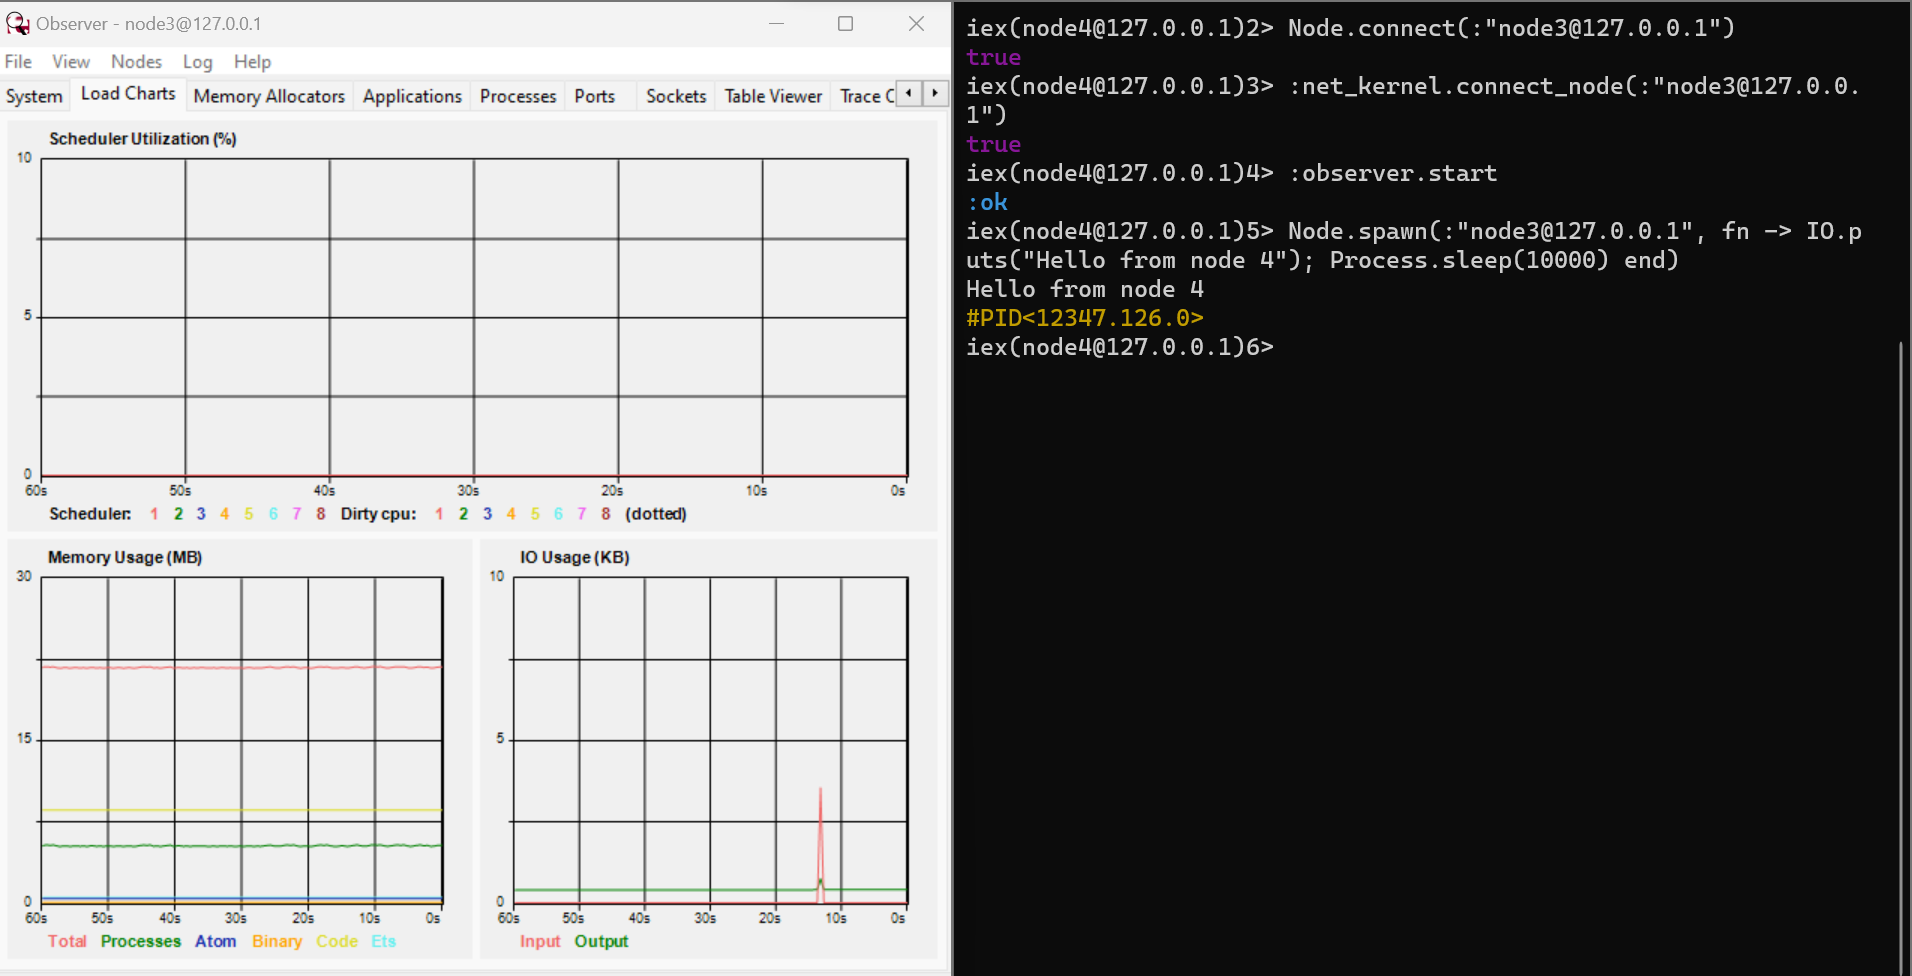 Observer - node3@127.0.0.1
File View Nodes Log Help
System Load Charts Memory Allocators Applications Processes Ports Sockets Table Viewer Trace C
Scheduler Utilization (%)
10
5
0
60s 50s 40s 30s 20s 10s 0s
Scheduler: 1 2 3 4 5 6 7 8 Dirty cpu: 1 2 3 4 5 6 7 8 (dotted)
Memory Usage (MB)
30
15
0
60s 50s 40s 30s 20s 10s 0s
Total Processes Atom Binary Code Ets
IO Usage (KB)
10
5
0
60s 50s 40s 30s 20s 10s 0s
Input Output
iex(node4@127.0.0.1)2> Node.connect(:"node3@127.0.0.1")
true
iex(node4@127.0.0.1)3> :net_kernel.connect_node(:"node3@127.0.0.
1")
true
iex(node4@127.0.0.1)4> :observer.start
:ok
iex(node4@127.0.0.1)5> Node.spawn(:"node3@127.0.0.1", fn -> IO.p
uts("Hello from node 4"); Process.sleep(10000) end)
Hello from node 4
#PID<12347.126.0>
iex(node4@127.0.0.1)6>